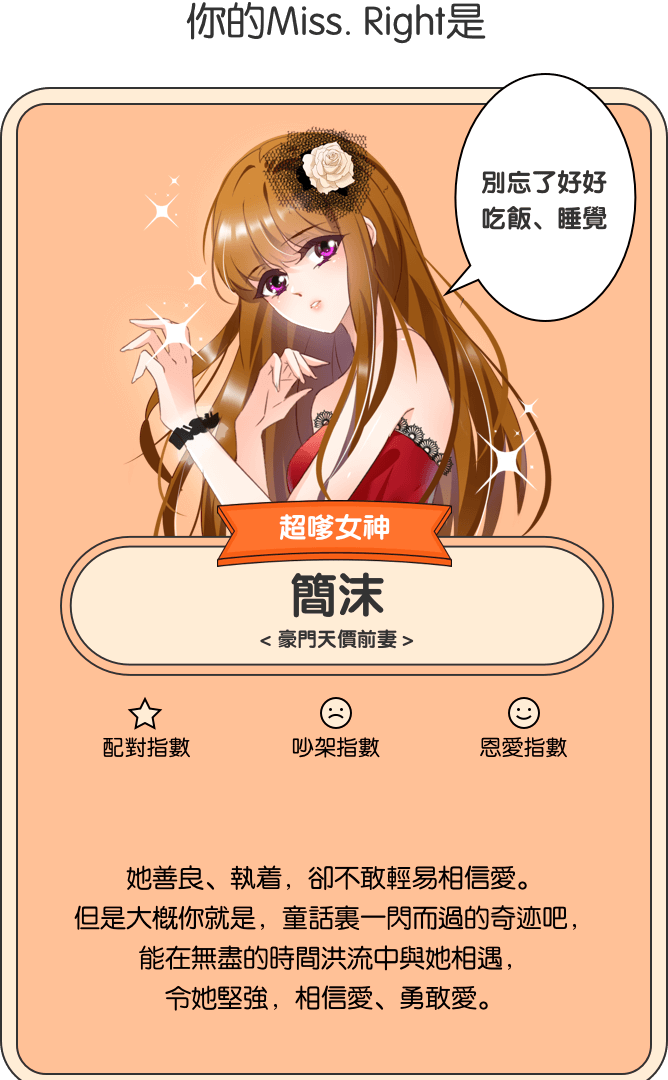 你的Miss. Right是
別忘了好好
吃飯、睡覺
超嗲女神
簡沫
< 豪門天價前妻 >
配對指數
吵架指數
恩愛指數
她善良、執着，卻不敢輕易相信愛。
但是大概你就是，童話裏一閃而過的奇迹吧，
能在無盡的時間洪流中與她相遇，
令她堅強，相信愛、勇敢愛。